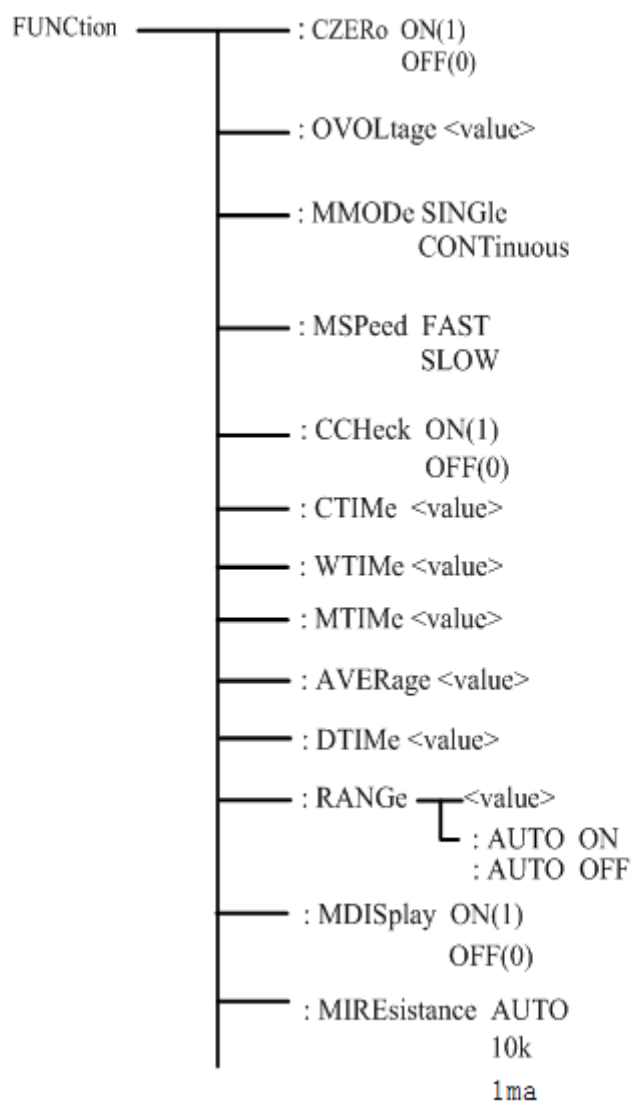 FUNCtion
: CZERo ON(1)
OFF(0)
: OVOLtage <value>
: MMODe SINGle
CONTinuous
: MSPeed FAST
SLOW
: CCHeck ON(1)
OFF(0)
: CTIMe <value>
: WTIMe <value>
: MTIMe <value>
: AVERage <value>
: DTIMe <value>
: RANGe <value>
: AUTO ON
: AUTO OFF
: MDISplay ON(1)
OFF(0)
: MIREsistance AUTO
10k
1ma